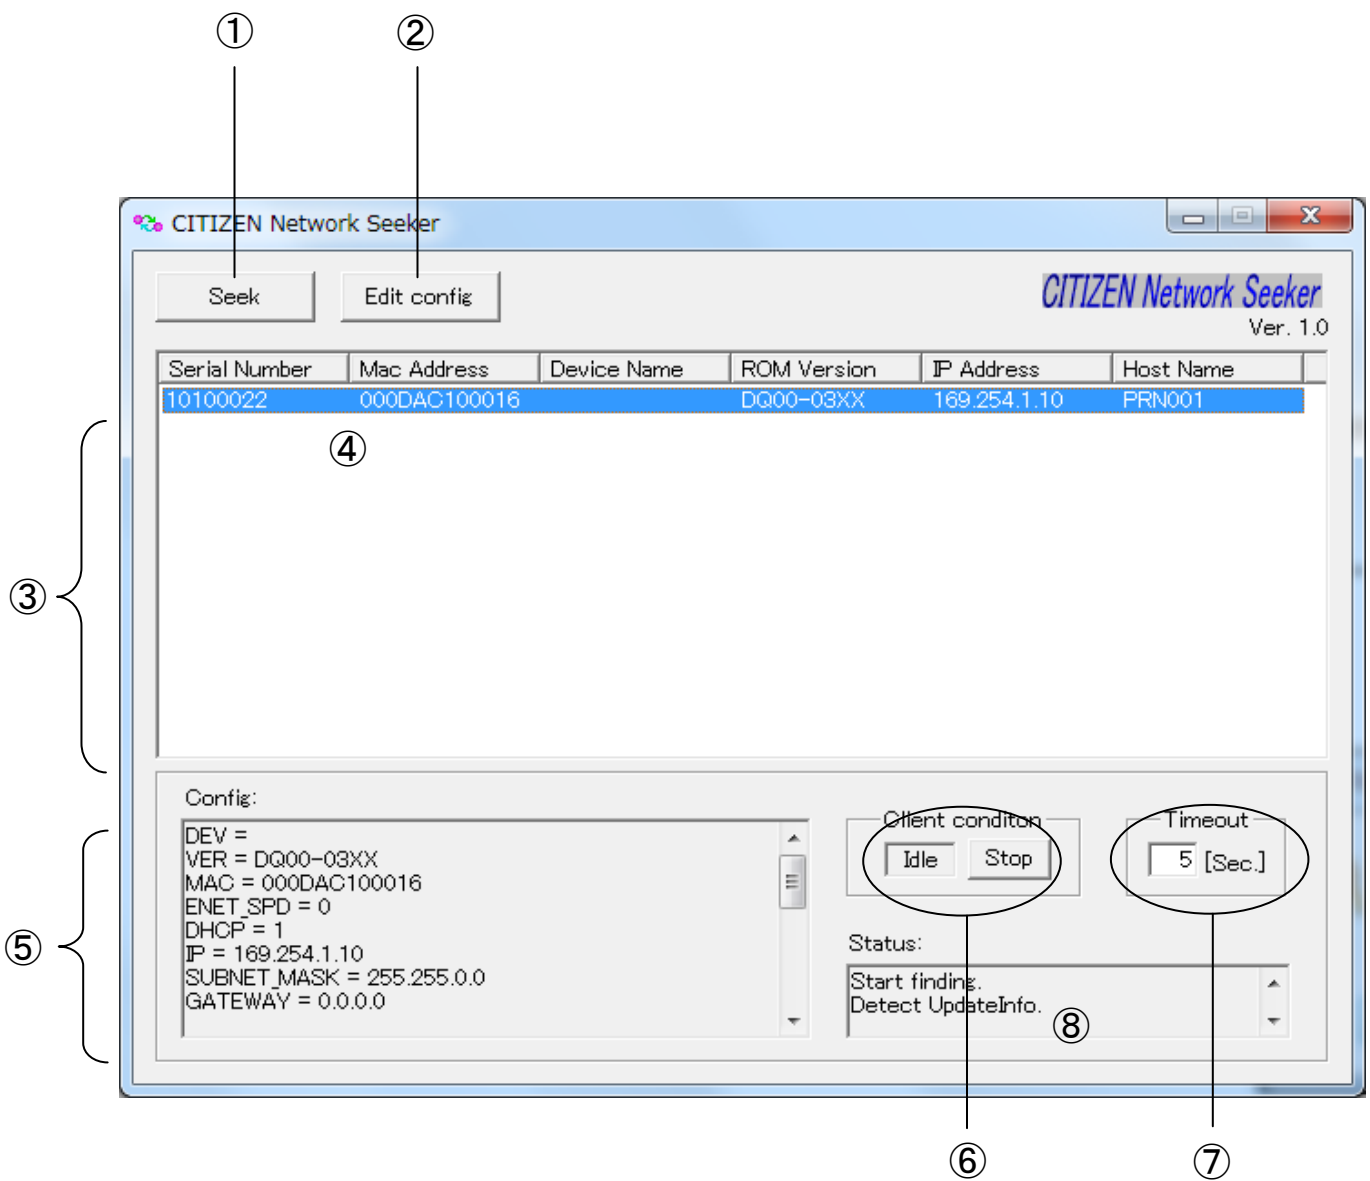 ① ②
CITIZEN Network Seeker
Seek Edit config CITIZEN Network Seeker
Ver. 1.0
Serial Number Mac Address Device Name ROM Version IP Address Host Name
10100022 000DAC100016 DQ00-03XX 169.254.1.10 PRN001
④
③
Config:
DEV =
VER = DQ00-03XX
MAC = 000DAC100016
ENET_SPD = 0
DHCP = 1
IP = 169.254.1.10
SUBNET_MASK = 255.255.0.0
GATEWAY = 0.0.0.0
⑤
Client conditon
Idle Stop
Timeout
5 [Sec.]
Status:
Start finding.
Detect UpdateInfo.
⑧
⑥ ⑦